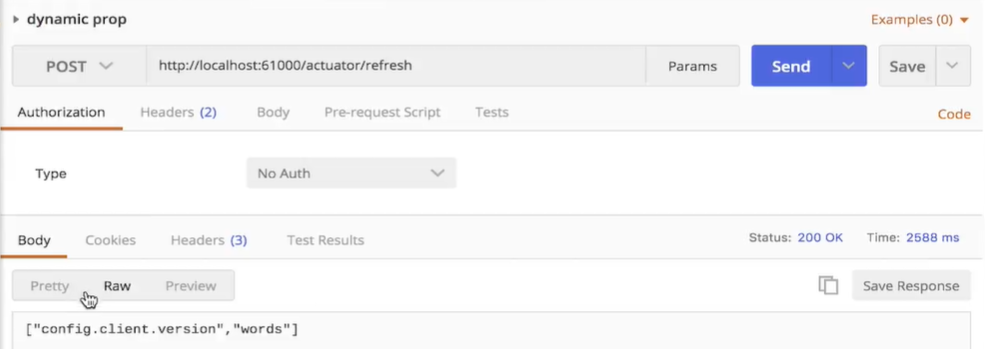 dynamic prop Examples (0)
POST http://localhost:61000/actuator/refresh Params Send Save
Authorization Headers (2) Body Pre-request Script Tests Code
Type No Auth
Body Cookies Headers (3) Test Results Status: 200 OK Time: 2588 ms
Pretty Raw Preview Save Response
["config.client.version","words"]